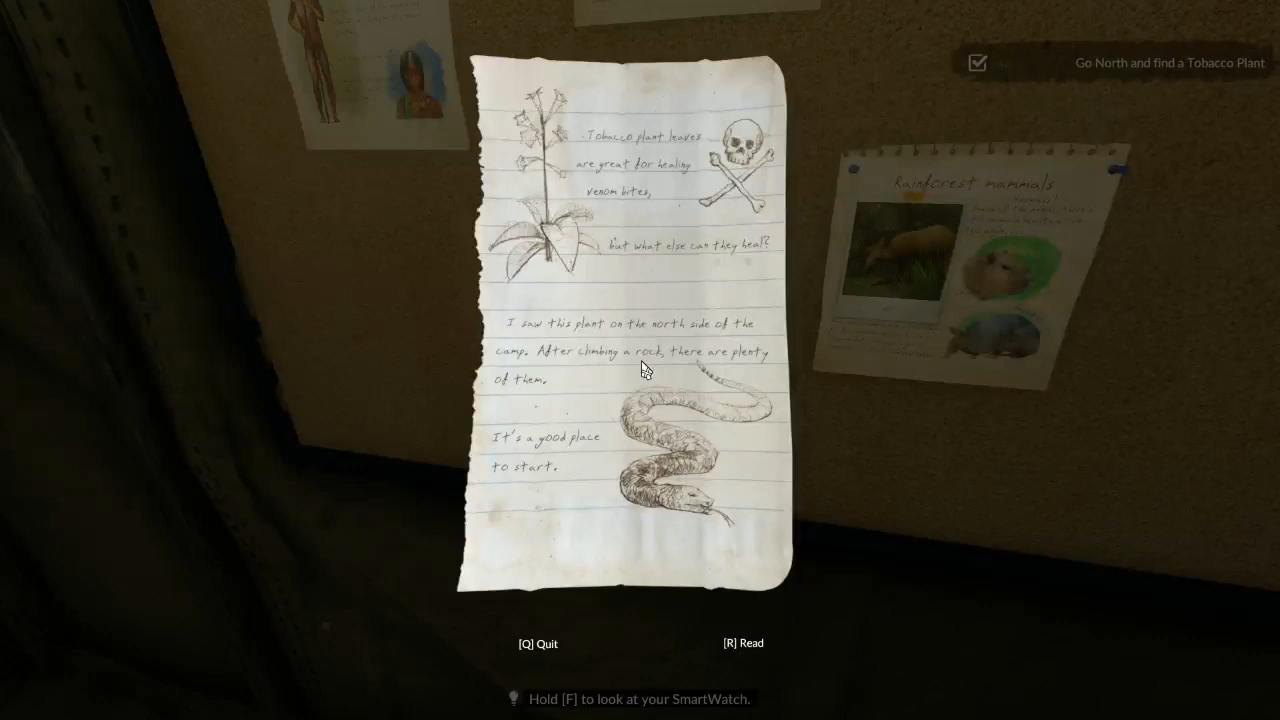 Go North and find a Tobacco Plant
Tobacco plant leaves
are great for healing
venom bites,
but what else can they heal?
I saw this plant on the north side of the
camp. After climbing a rock, there are plenty
of them.
It's a good place
to start.
Rainforest mammals
[Q] Quit
[R] Read
Hold [F] to look at your SmartWatch.